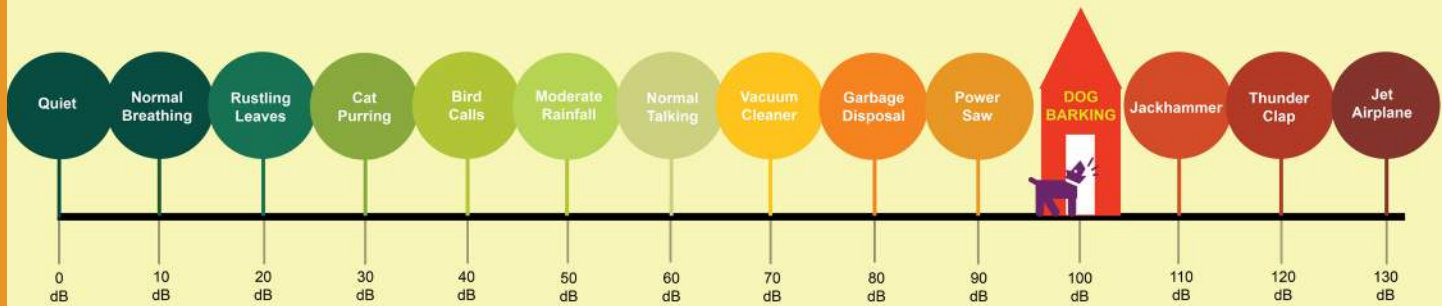 Quiet
Normal
Breathing
Rustling
Leaves
Cat
Purring
Bird
Calls
Moderate
Rainfall
Normal
Talking
Vacuum
Cleaner
Garbage
Disposal
Power
Saw
DOG
BARKING
Jackhammer
Thunder
Clap
Jet
Airplane
0
dB
10
dB
20
dB
30
dB
40
dB
50
dB
60
dB
70
dB
80
dB
90
dB
100
dB
110
dB
120
dB
130
dB